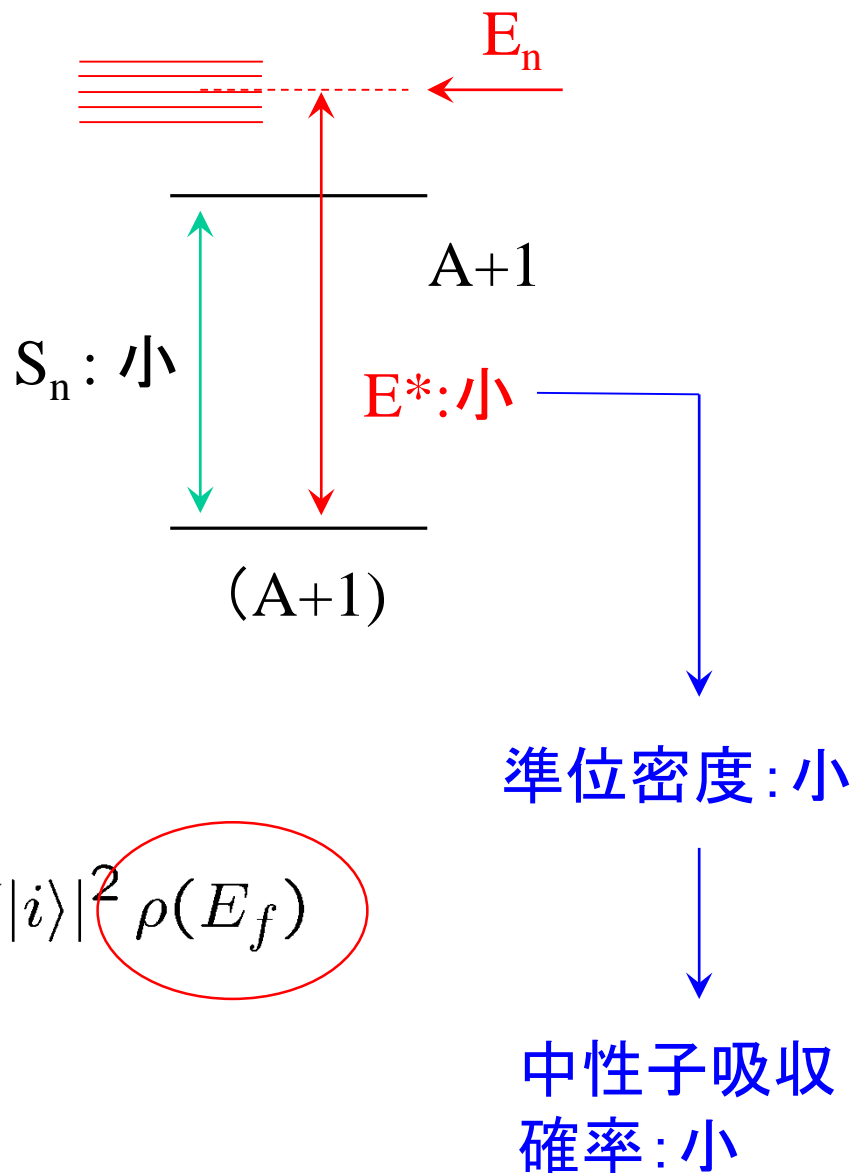 Eₙ
A+1
Sₙ : 小
E*:小
（A+1)
準位密度:小
|i⟩|² ρ(E_f)
中性子吸収
確率:小